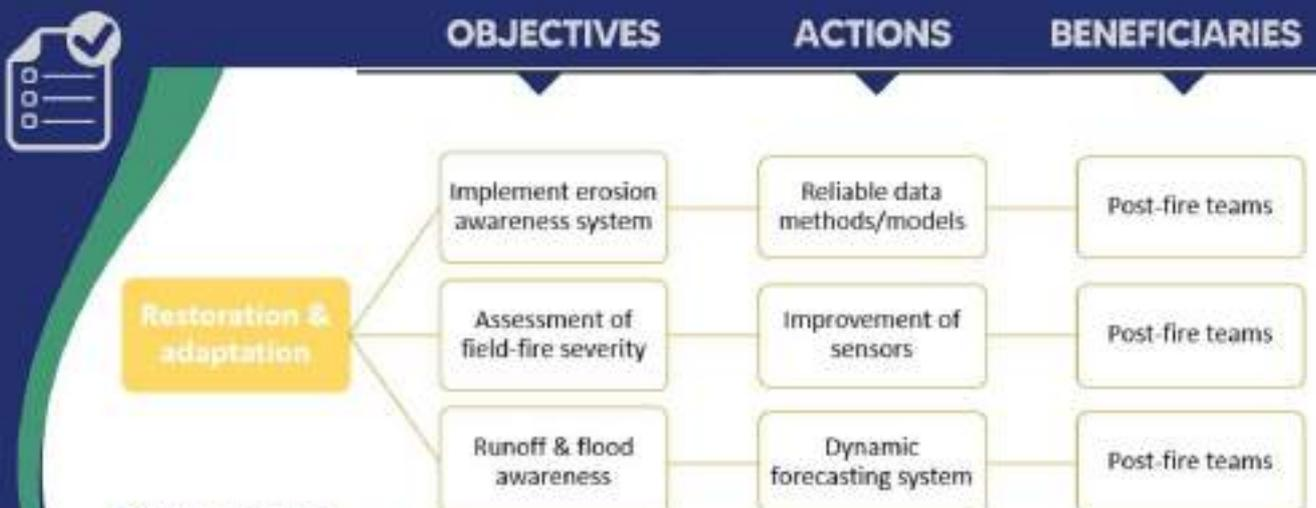 OBJECTIVES
ACTIONS
BENEFICIARIES
Implement erosion
awareness system
Reliable data
methods/models
Post-fire teams
Restoration &
adaptation
Assessment of
field-fire severity
Improvement of
sensors
Post-fire teams
Runoff & flood
awareness
Dynamic
forecasting system
Post-fire teams